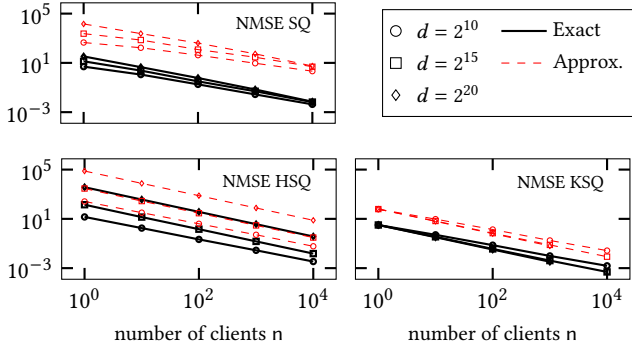 10^5
10^1
10^-3
NMSE SQ
d = 2^10
d = 2^15
d = 2^20
Exact
Approx.
10^5
10^1
10^-3
NMSE HSQ
NMSE KSQ
10^0 10^2 10^4
10^0 10^2 10^4
number of clients n
number of clients n